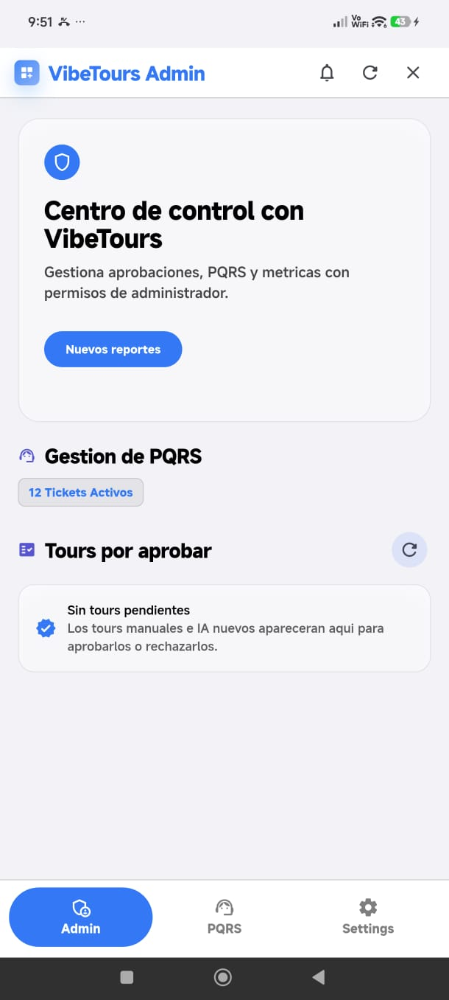 9:51
Vo
WiFi
6
43
VibeTours Admin
Centro de control con
VibeTours
Gestiona aprobaciones, PQRS y metricas con
permisos de administrador.
Nuevos reportes
Gestion de PQRS
12 Tickets Activos
Tours por aprobar
Sin tours pendientes
Los tours manuales e IA nuevos apareceran aqui para
aprobarlos o rechazarlos.
Admin
PQRS
Settings